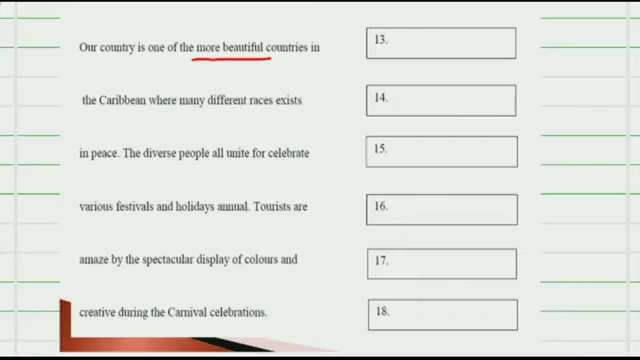 Our country is one of the more beautiful countries in 13.
the Caribbean where many different races exists 14.
in peace. The diverse people all unite for celebrate 15.
various festivals and holidays annual. Tourists are 16.
amaze by the spectacular display of colours and 17.
creative during the Carnival celebrations. 18.